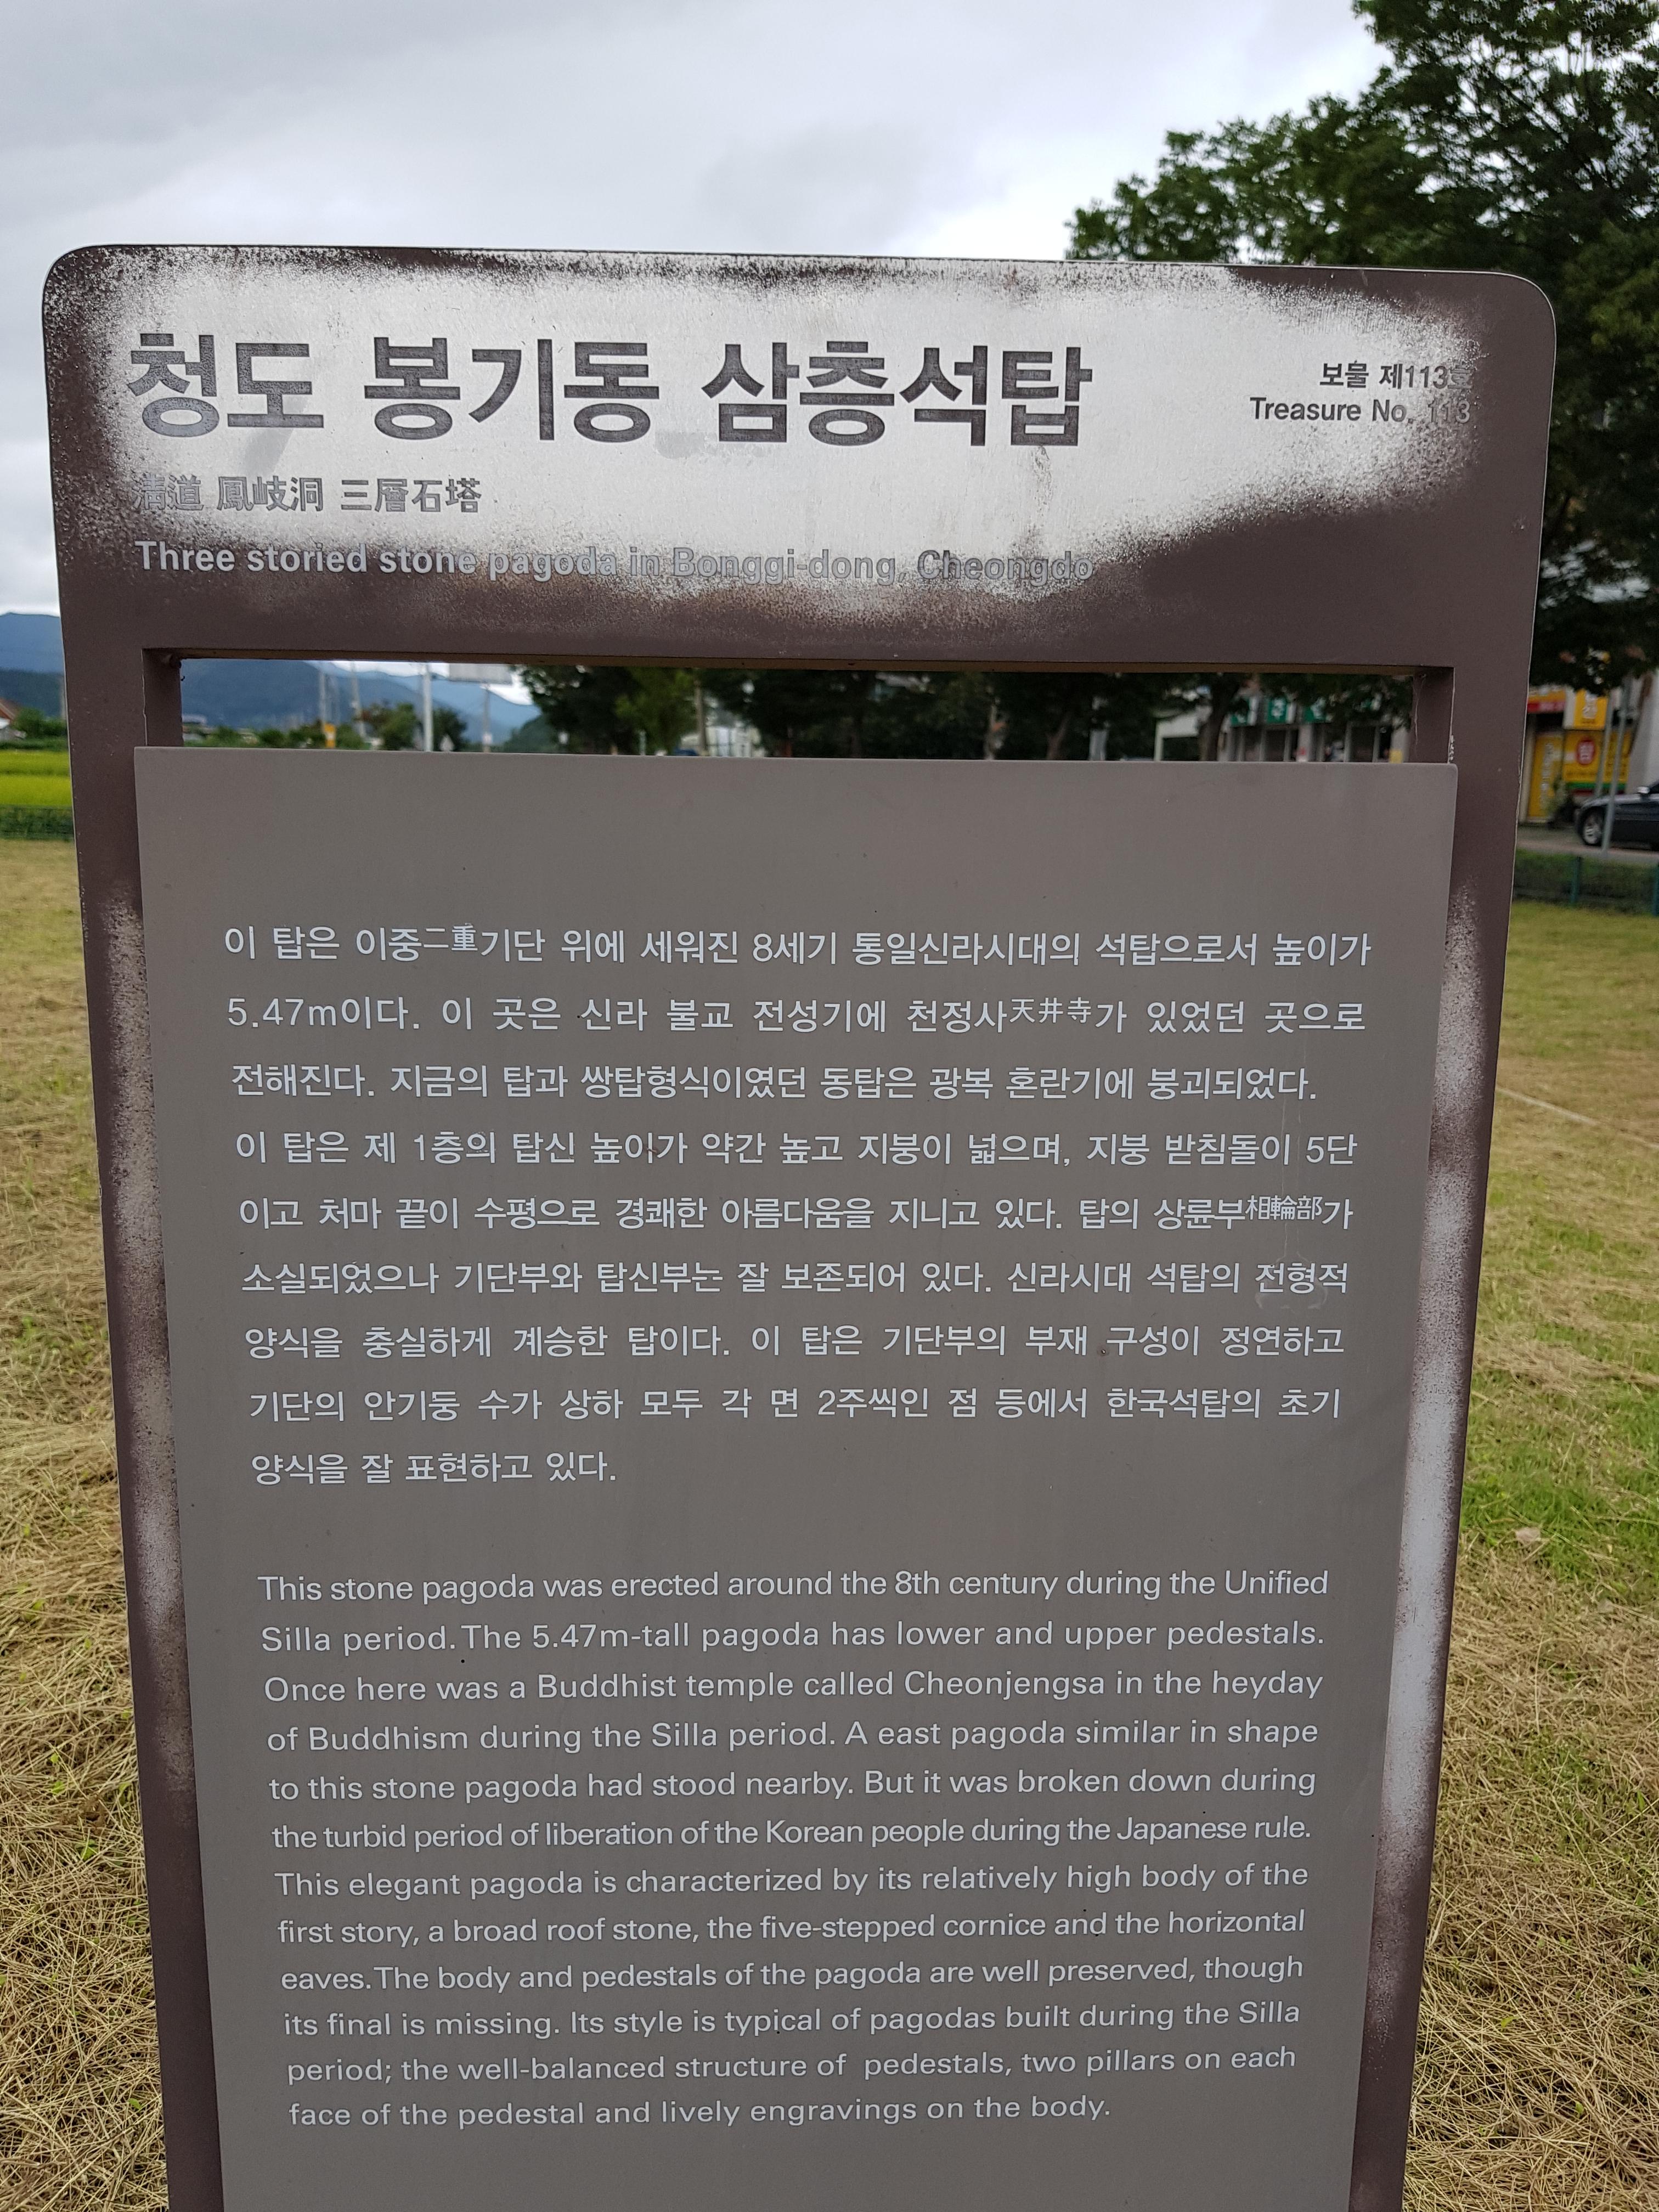 청도 봉기동 삼층석탑
보물 제113호
Treasure No. 113
淸道 鳳岐洞 三層石塔
Three storied stone pagoda in Bonggi-dong, Cheongdo
이 탑은 이중二重기단 위에 세워진 8세기 통일신라시대의 석탑으로서 높이가
5.47m이다. 이 곳은 신라 불교 전성기에 천정사天井寺가 있었던 곳으로
전해진다. 지금의 탑과 쌍탑형식이였던 동탑은 광복 혼란기에 붕괴되었다.
이 탑은 제 1층의 탑신 높이가 약간 높고 지붕이 넓으며, 지붕 받침돌이 5단
이고 처마 끝이 수평으로 경쾌한 아름다움을 지니고 있다. 탑의 상륜부相輪部가
소실되었으나 기단부와 탑신부는 잘 보존되어 있다. 신라시대 석탑의 전형적
양식을 충실하게 계승한 탑이다. 이 탑은 기단부의 부재 구성이 정연하고
기단의 안기둥 수가 상하 모두 각 면 2주씩인 점 등에서 한국석탑의 초기
양식을 잘 표현하고 있다.
This stone pagoda was erected around the 8th century during the Unified
Silla period. The 5.47m-tall pagoda has lower and upper pedestals.
Once here was a Buddhist temple called Cheonjengsa in the heyday
of Buddhism during the Silla period. A east pagoda similar in shape
to this stone pagoda had stood nearby. But it was broken down during
the turbid period of liberation of the Korean people during the Japanese rule.
This elegant pagoda is characterized by its relatively high body of the
first story, a broad roof stone, the five-stepped cornice and the horizontal
eaves. The body and pedestals of the pagoda are well preserved, though
its final is missing. Its style is typical of pagodas built during the Silla
period; the well-balanced structure of pedestals, two pillars on each
face of the pedestal and lively engravings on the body.